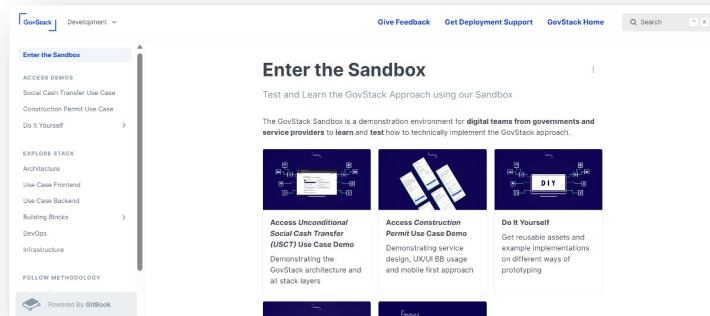 GovStack Development Give Feedback Get Deployment Support GovStack Home Search ^ K
Enter the Sandbox
ACCESS DEMOS
Social Cash Transfer Use Case
Construction Permit Use Case
Do It Yourself
EXPLORE STACK
Architecture
Use Case Frontend
Use Case Backend
Building Blocks
DevOps
Infrastructure
FOLLOW METHODOLOGY
Powered By GitBook
Enter the Sandbox
Test and Learn the GovStack Approach using our Sandbox
The GovStack Sandbox is a demonstration environment for digital teams from governments and
service providers to learn and test how to technically implement the GovStack approach.
Access Unconditional
Social Cash Transfer
(USCT) Use Case Demo
Demonstrating the
GovStack architecture and
all stack layers
Access Construction
Permit Use Case Demo
Demonstrating service
design, UX/UI BB usage
and mobile first approach
DIY
Do It Yourself
Get reusable assets and
example implementations
on different ways of
prototyping